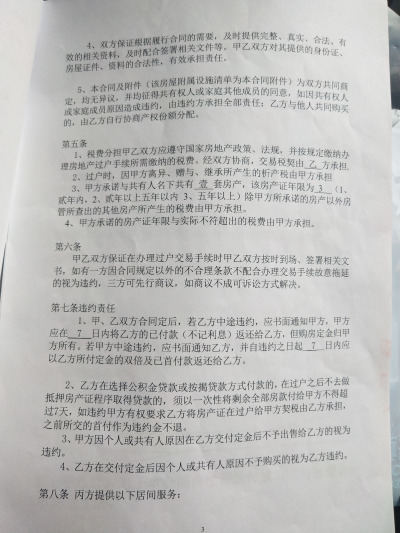 4、双方保证根据履行合同的需要，及时提供完整、真实、合法、有
效的相关资料，及时配合签署相关文件等。甲乙双方对其提供的身份证、
房屋证件、资料的合法性，有效承担责任。
5、本合同及附件（该房屋附属设施清单为本合同附件）为双方共同商
定，均无异议，并均征得共有权人或家庭其他成员的同意，如因共有权人
或家庭成员原因造成违约，由违约方承担全部责任；乙方与他人共同购买
的，由乙方自行协商产权份额分配。
第五条
1、税费分担甲乙双方应遵守国家房地产政策、法规，并按规定缴纳办
理房地产过户手续所需缴纳的税费。经双方协商，交易税契由 乙 方承担，
2、过户时，因甲方离异、赠与、继承所产生的析产税由甲方承担
3、甲方承诺与共有人名下共有 壹 套房产，该房产证年限为 3 （1、
贰年内，2、贰年以上五年以内 3、五年以上）除甲方所承诺的房产以外房
管所查出的其他房产所产生的税费由甲方承担。
4、甲方承诺的房产证年限与实际不符超出的税费由甲方承担
第六条
甲乙双方保证在办理过户交易手续时甲乙双方按时到场、签署相关文
书，如有一方因合同规定以外的不合理条款不配合办理交易手续故意拖延
的视为违约，三方可先行商议，如商议不成可诉讼方式解决。
第七条违约责任
1、甲、乙双方合同定后，若乙方中途违约，应书面通知甲方，甲方
应在 7 日内将乙方的已付款（不记利息）返还给乙方，但购房定金归甲
方所有。若甲方中途违约，应书面通知乙方，并自违约之日起 7 日内应
以乙方所付定金的双倍及已首付款返还给乙方。
2、乙方在选择公积金贷款或按揭贷款方式付款的，在过户之后不去做
抵押房产证程序取得贷款的，须以一次性将剩余全部房款付给甲方不得超
过7天，如违约甲方有权要求乙方将房产证在过户给甲方契税由乙方承担，
之前所交的首付作为违约金不退。
3、甲方因个人或共有人原因在乙方交付定金后不予出售给乙方的视为
违约。
4、乙方在交付定金后因个人或共有人原因不予购买的视为乙方违约。
第八条 丙方提供以下居间服务：
3